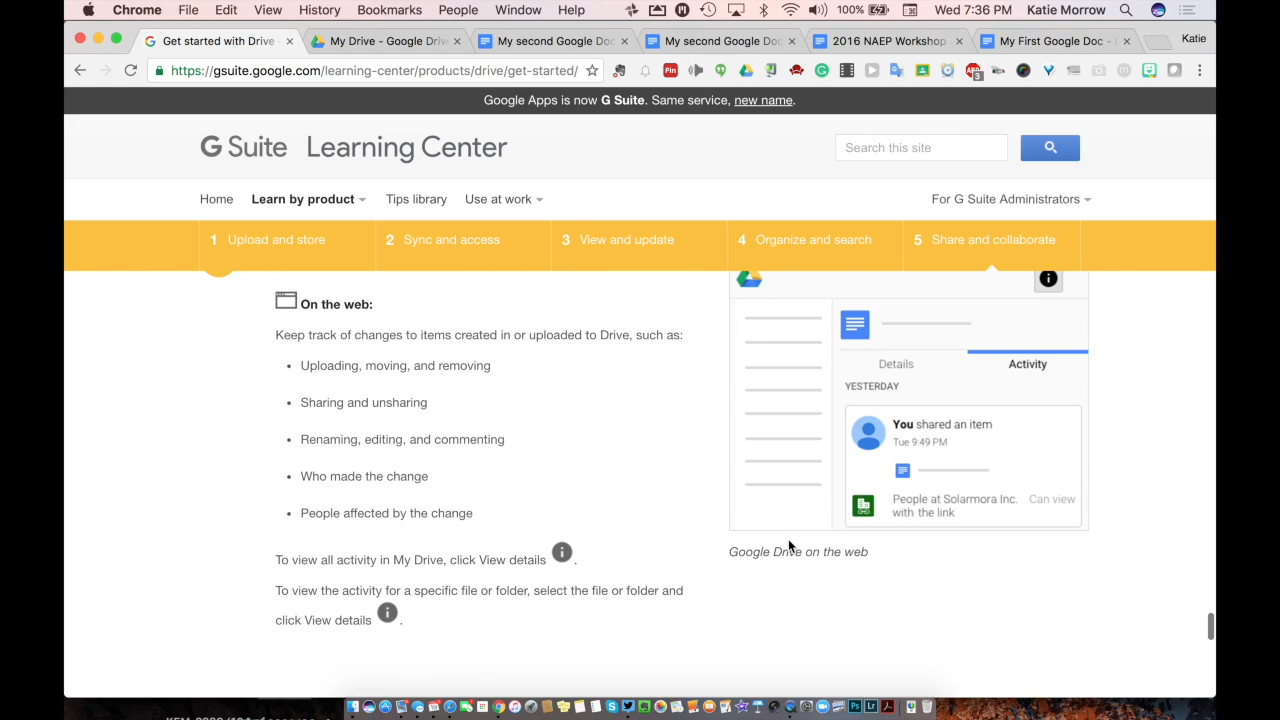 Chrome File Edit View History Bookmarks People Window Help 100% Wed 7:36 PM Katie Morrow
Get started with Drive - × My Drive - Google Driv × My second Google Doc × My second Google Doc × 2016 NAEP Workshop × My First Google Doc - × Katie
https://gsuite.google.com/learning-center/products/drive/get-started/
Google Apps is now G Suite. Same service, new name.
G Suite Learning Center
Search this site
Home Learn by product Tips library Use at work For G Suite Administrators
1 Upload and store 2 Sync and access 3 View and update 4 Organize and search 5 Share and collaborate
On the web:
Keep track of changes to items created in or uploaded to Drive, such as:
• Uploading, moving, and removing
• Sharing and unsharing
• Renaming, editing, and commenting
• Who made the change
• People affected by the change
To view all activity in My Drive, click View details i .
To view the activity for a specific file or folder, select the file or folder and
click View details i .
i
Details Activity
YESTERDAY
You shared an item
Tue 9:49 PM
People at Solarmora Inc. Can view
with the link
Google Drive on the web